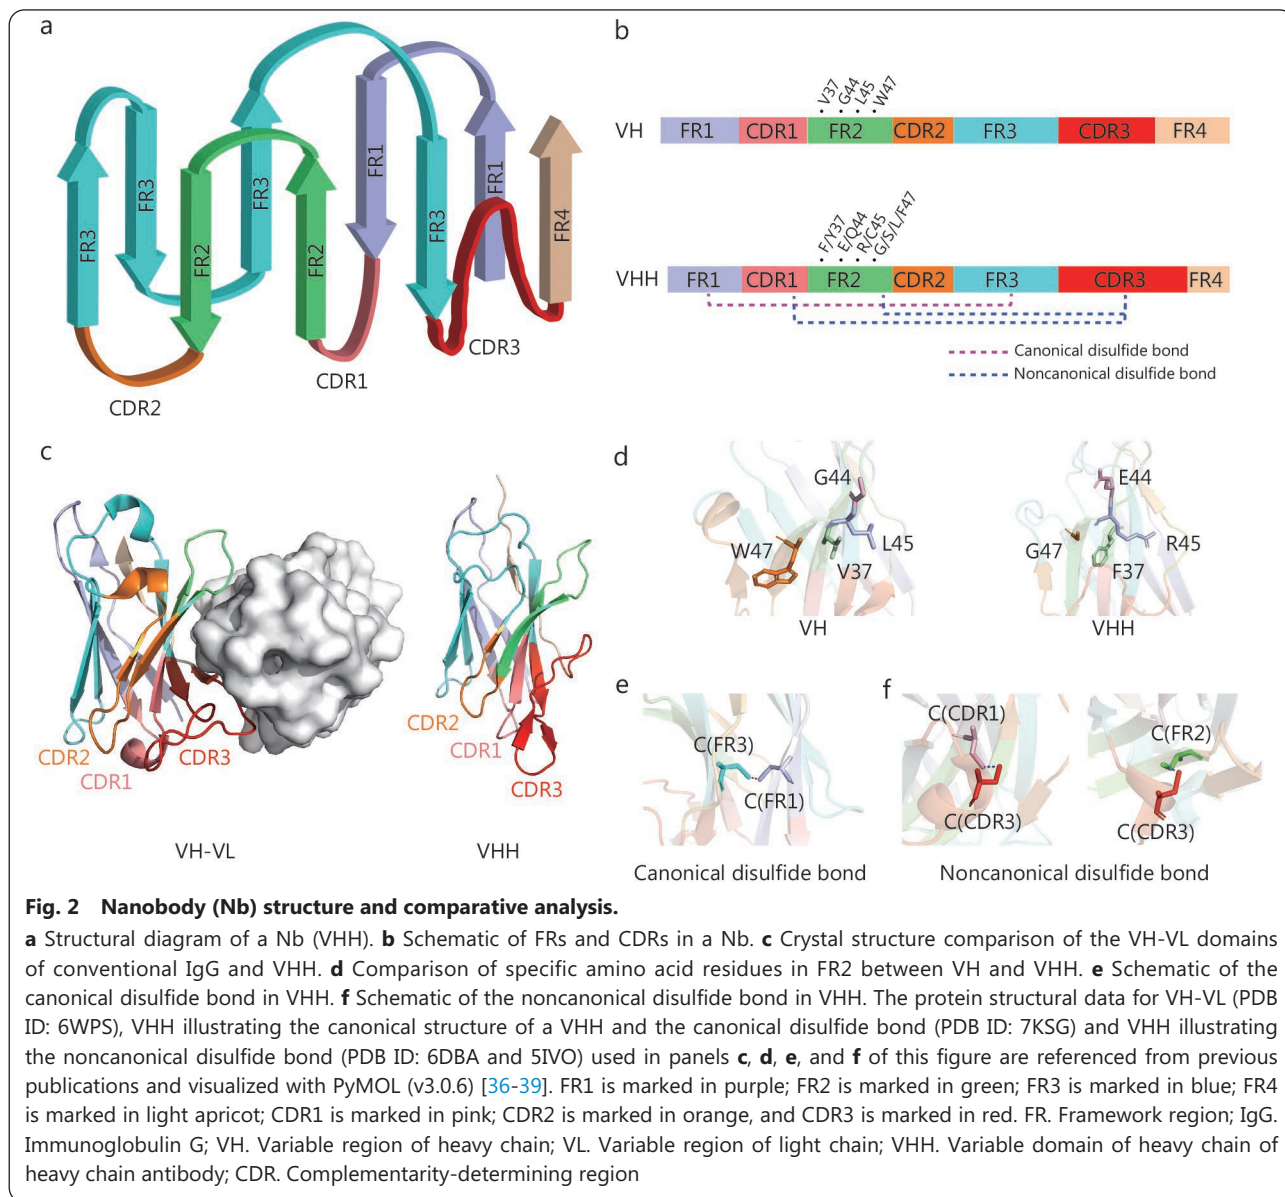 a
FR3
FR3
FR2
FR3
FR2
FR1
FR3
FR1
FR4
CDR2
CDR1
CDR3
b
V37
G44
L45
W47
VH
FR1 CDR1 FR2 CDR2 FR3 CDR3 FR4
F/Y37
E/Q44
R/C45
G/S/L/F47
VHH
FR1 CDR1 FR2 CDR2 FR3 CDR3 FR4
Canonical disulfide bond
Noncanonical disulfide bond
c
CDR2
CDR1
CDR3
VH-VL
CDR2
CDR1
CDR3
VHH
d
G44
W47
L45
V37
VH
E44
G47
R45
F37
VHH
e
C(FR3)
C(FR1)
Canonical disulfide bond
f
C(CDR1)
C(CDR3)
C(FR2)
C(CDR3)
Noncanonical disulfide bond
Fig. 2 Nanobody (Nb) structure and comparative analysis.
a Structural diagram of a Nb (VHH). b Schematic of FRs and CDRs in a Nb. c Crystal structure comparison of the VH-VL domains
of conventional IgG and VHH. d Comparison of specific amino acid residues in FR2 between VH and VHH. e Schematic of the
canonical disulfide bond in VHH. f Schematic of the noncanonical disulfide bond in VHH. The protein structural data for VH-VL (PDB
ID: 6WPS), VHH illustrating the canonical structure of a VHH and the canonical disulfide bond (PDB ID: 7KSG) and VHH illustrating
the noncanonical disulfide bond (PDB ID: 6DBA and 5IVO) used in panels c, d, e, and f of this figure are referenced from previous
publications and visualized with PyMOL (v3.0.6) [36-39]. FR1 is marked in purple; FR2 is marked in green; FR3 is marked in blue; FR4
is marked in light apricot; CDR1 is marked in pink; CDR2 is marked in orange, and CDR3 is marked in red. FR. Framework region; IgG.
Immunoglobulin G; VH. Variable region of heavy chain; VL. Variable region of light chain; VHH. Variable domain of heavy chain of
heavy chain antibody; CDR. Complementarity-determining region